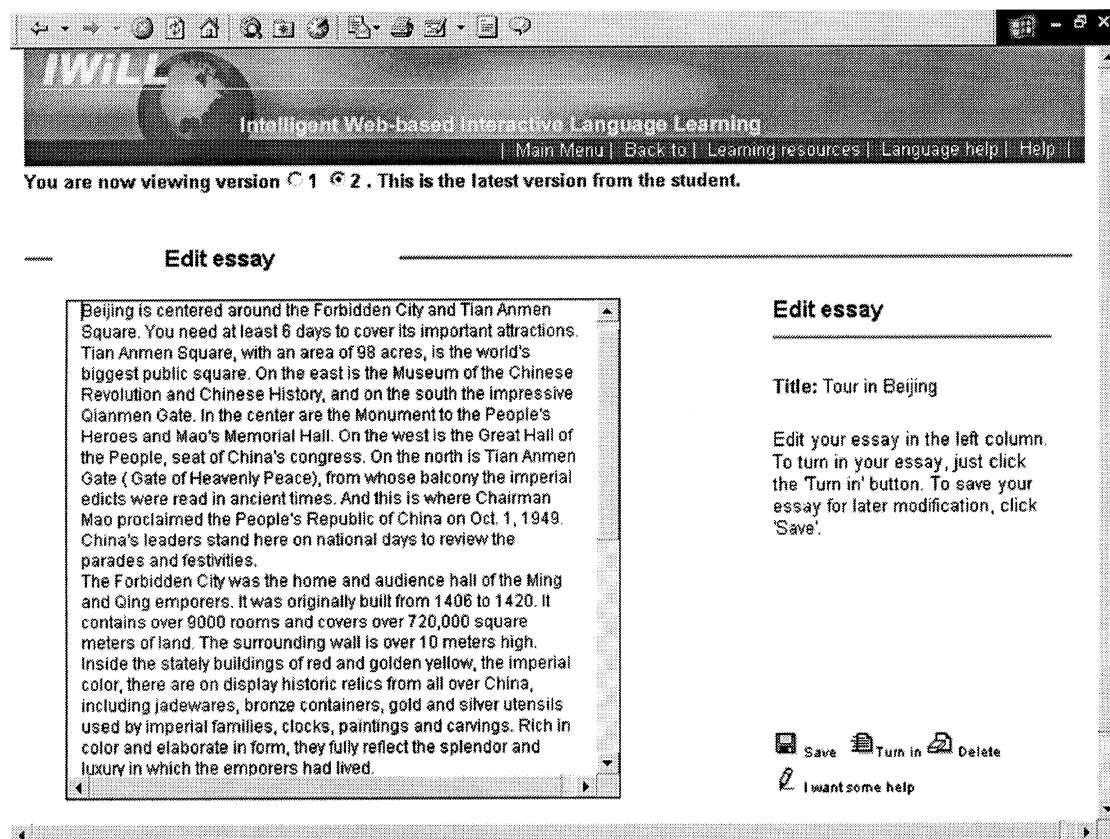 IWiLL
Intelligent Web-based Interactive Language Learning
| Main Menu | Back to | Learning resources | Language help | Help |
You are now viewing version 1 2 . This is the latest version from the student.
Edit essay
Beijing is centered around the Forbidden City and Tian Anmen
Square. You need at least 6 days to cover its important attractions.
Tian Anmen Square, with an area of 98 acres, is the world's
biggest public square. On the east is the Museum of the Chinese
Revolution and Chinese History, and on the south the impressive
Qianmen Gate. In the center are the Monument to the People's
Heroes and Mao's Memorial Hall. On the west is the Great Hall of
the People, seat of China's congress. On the north is Tian Anmen
Gate ( Gate of Heavenly Peace), from whose balcony the imperial
edicts were read in ancient times. And this is where Chairman
Mao proclaimed the People's Republic of China on Oct. 1, 1949.
China's leaders stand here on national days to review the
parades and festivities.
The Forbidden City was the home and audience hall of the Ming
and Qing emporers. It was originally built from 1406 to 1420. It
contains over 9000 rooms and covers over 720,000 square
meters of land. The surrounding wall is over 10 meters high.
Inside the stately buildings of red and golden yellow, the imperial
color, there are on display historic relics from all over China,
including jadewares, bronze containers, gold and silver utensils
used by imperial families, clocks, paintings and carvings. Rich in
color and elaborate in form, they fully reflect the splendor and
luxury in which the emporers had lived.
Edit essay
Title: Tour in Beijing
Edit your essay in the left column.
To turn in your essay, just click
the 'Turn in' button. To save your
essay for later modification, click
'Save'.
Save Turn in Delete
I want some help